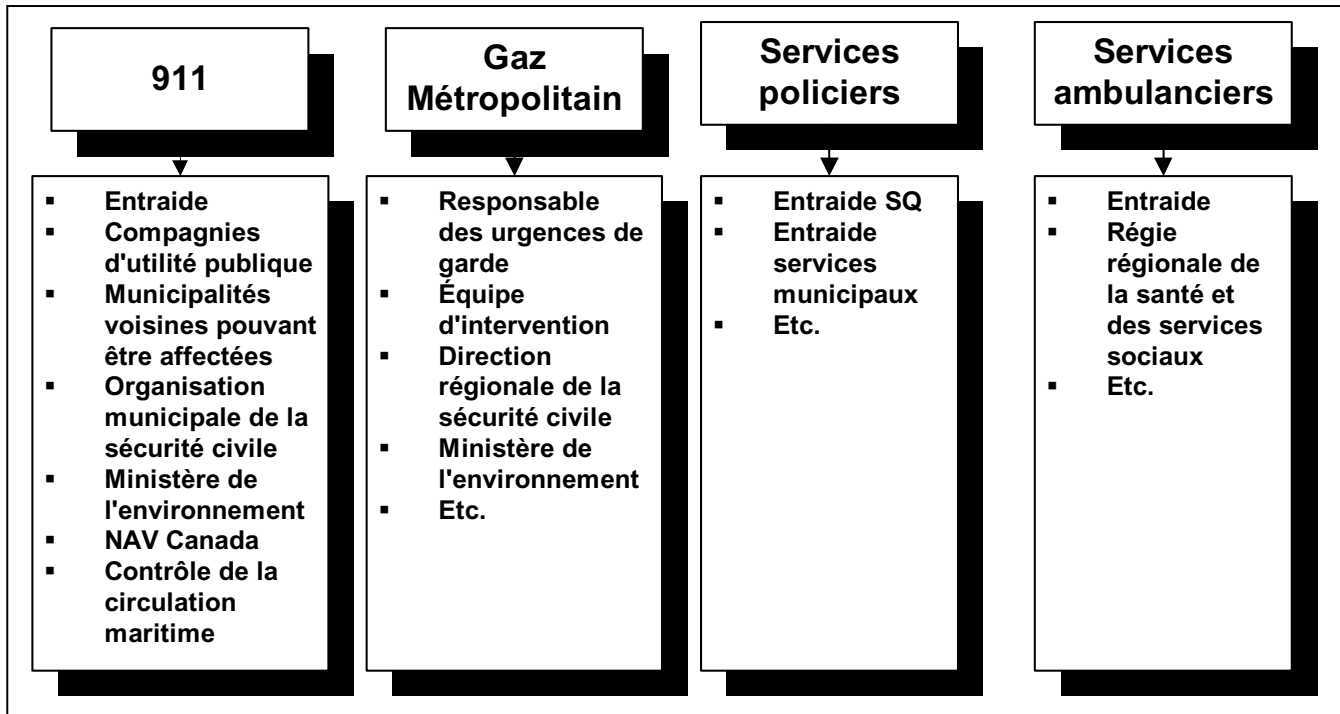 911
▪ Entraide
▪ Compagnies
d'utilité publique
▪ Municipalités
voisines pouvant
être affectées
▪ Organisation
municipale de la
sécurité civile
▪ Ministère de
l'environnement
▪ NAV Canada
▪ Contrôle de la
circulation
maritime
Gaz
Métropolitain
▪ Responsable
des urgences de
garde
▪ Équipe
d'intervention
▪ Direction
régionale de la
sécurité civile
▪ Ministère de
l'environnement
▪ Etc.
Services
policiers
▪ Entraide SQ
▪ Entraide
services
municipaux
▪ Etc.
Services
ambulanciers
▪ Entraide
▪ Régie
régionale de
la santé et
des services
sociaux
▪ Etc.